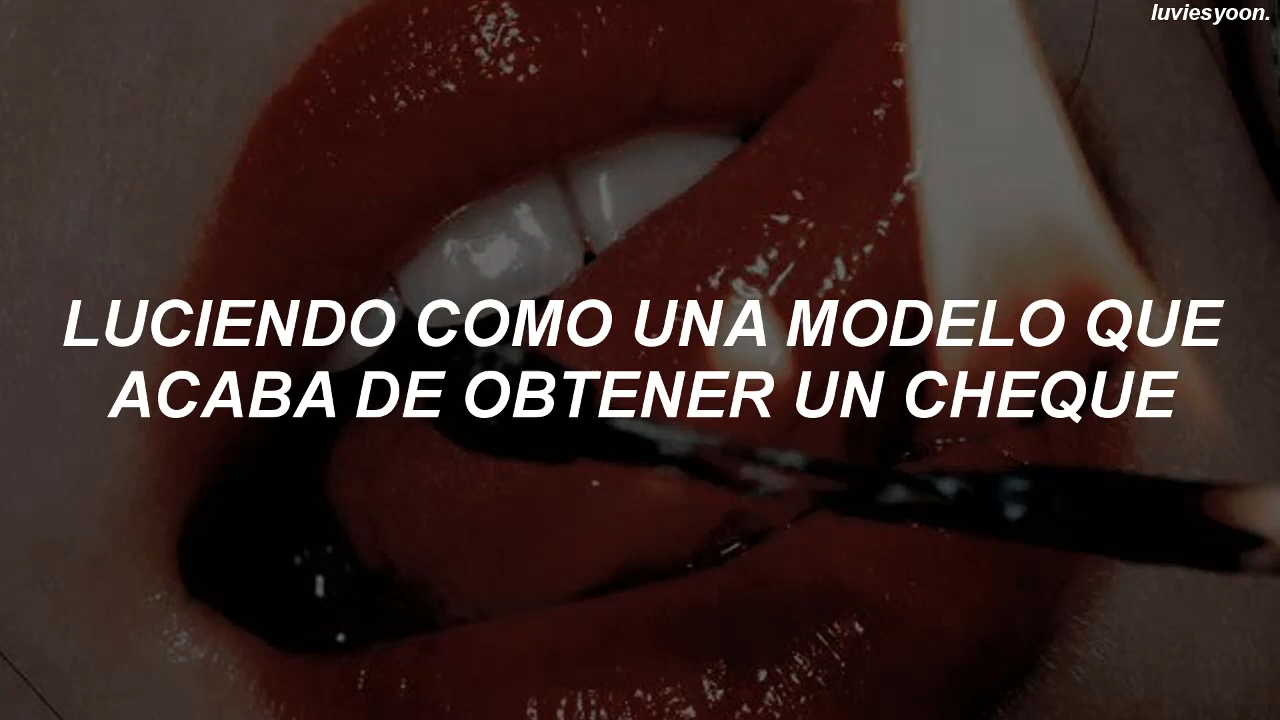 luviesyoon.
LUCIENDO COMO UNA MODELO QUE
ACABA DE OBTENER UN CHEQUE